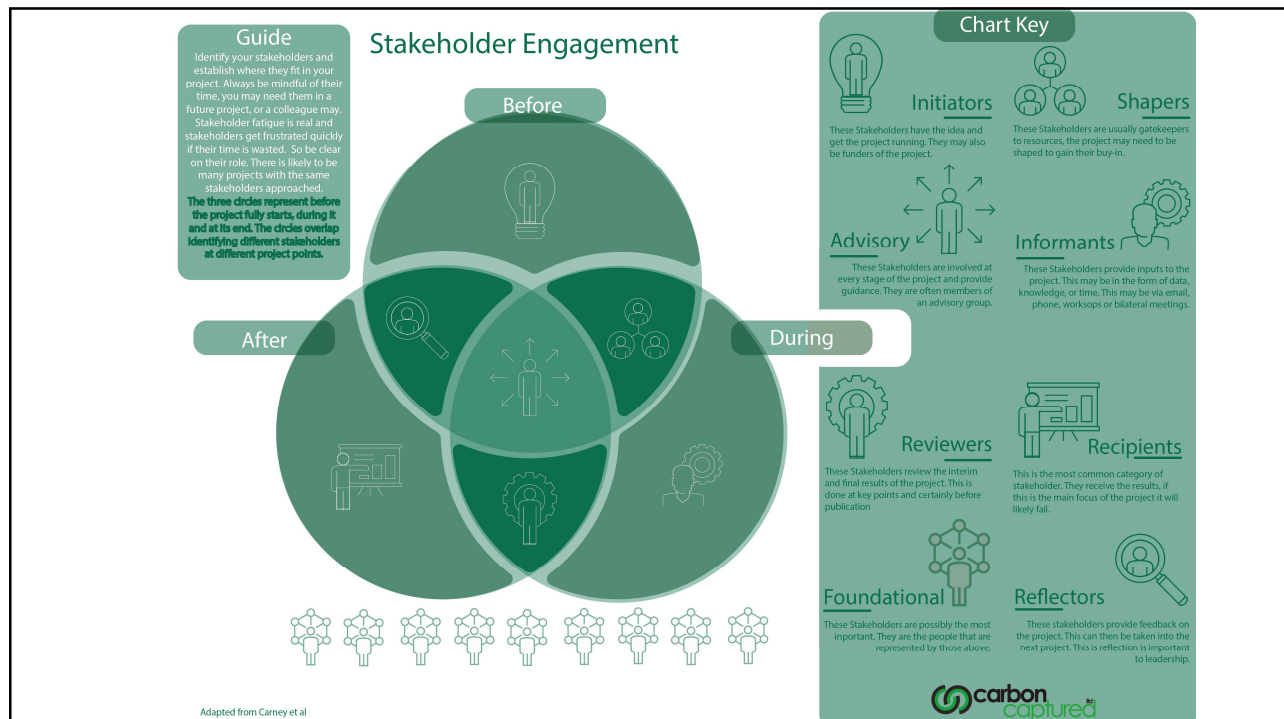 Guide
Identify your stakeholders and
establish where they fit in your
project. Always be mindful of their
time, you may need them in a
future project, or a colleague may.
Stakeholder fatigue is real and
stakeholders get frustrated quickly
if their time is wasted.  So be clear
on their role. There is likely to be
many projects with the same
stakeholders approached.
The three circles represent before
the project fully starts, during it
and at its end. The circles overlap
identifying different stakeholders
at different project points.
Stakeholder Engagement
Before
After
During
Adapted from Carney et al
Chart Key
Initiators
These Stakeholders have the idea and
get the project running. They may also
be funders of the project.
Shapers
These Stakeholders are usually gatekeepers
to resources, the project may need to be
shaped to gain their buy-in.
Advisory
These Stakeholders are involved at
every stage of the project and provide
guidance. They are often members of
an advisory group.
Informants
These Stakeholders provide inputs to the
project. This may be in the form of data,
knowledge, or time. This may be via email,
phone, worksops or bilateral meetings.
Reviewers
These Stakeholders review the interim
and final results of the project. This is
done at key points and certainly before
publication
Recipients
This is the most common category of
stakeholder. They receive the results, if
this is the main focus of the project it will
likely fail.
Foundational
These Stakeholders are possibly the most
important. They are the people that are
represented by those above.
Reflectors
These stakeholders provide feedback on
the project. This can then be taken into the
next project. This is reflection is important
to leadership.
carbon
captured ltd